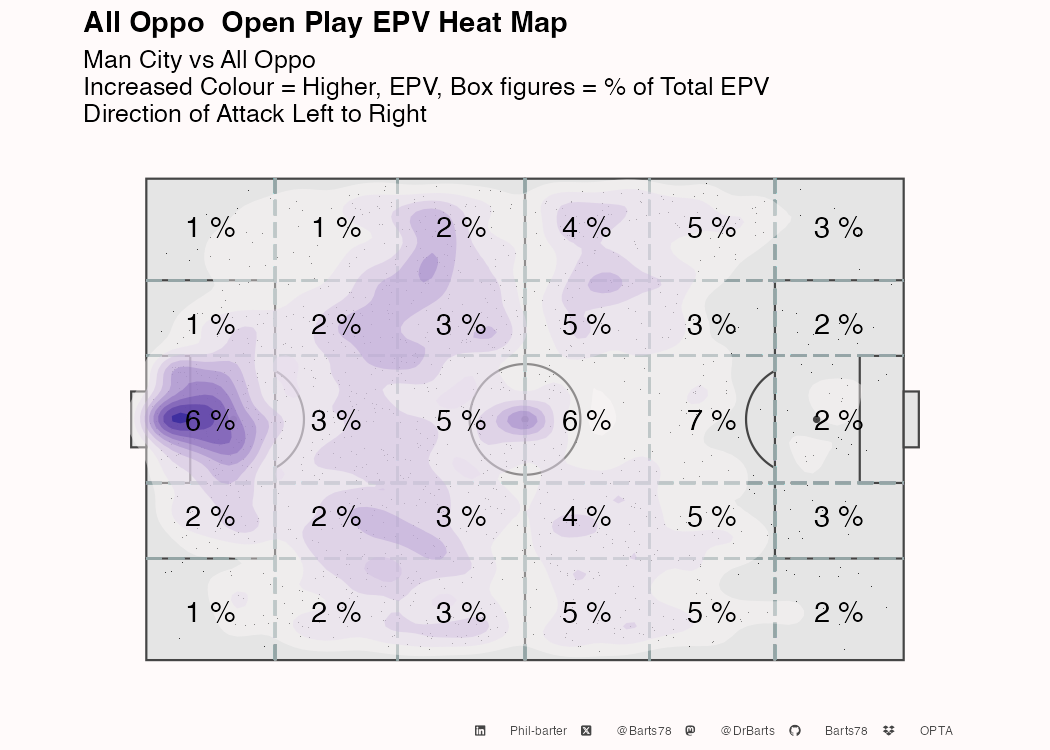 All Oppo  Open Play EPV Heat Map
Man City vs All Oppo
Increased Colour = Higher, EPV, Box figures = % of Total EPV
Direction of Attack Left to Right
1 % 1 % 2 % 4 % 5 % 3 %
1 % 2 % 3 % 5 % 3 % 2 %
6 % 3 % 5 % 6 % 7 % 2 %
2 % 2 % 3 % 4 % 5 % 3 %
1 % 2 % 3 % 5 % 5 % 2 %
Phil-barter @Barts78 @DrBarts Barts78 OPTA